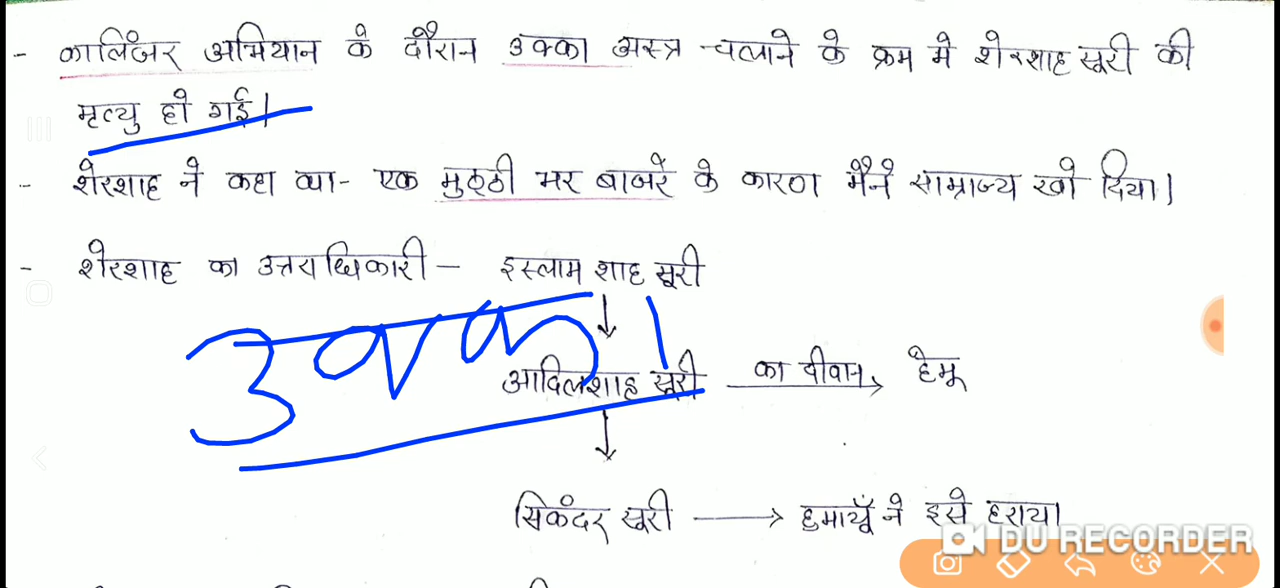 - कालिंजर अभियान के दौरान उक्का अस्त्र चलाने के क्रम मे शेरशाह सूरी की
मृत्यु हो गई।
- शेरशाह ने कहा था - एक मुठ्ठी भर बाजरे के कारण मैने साम्राज्य खो दिया।
- शेरशाह का उत्तराधिकारी - इस्लाम शाह सूरी
↓
उक्का
आदिलशाह सूरी का दीवान → हेमू
↓
सिकंदर सूरी → हुमायूँ ने इसे हराया।
DU RECORDER